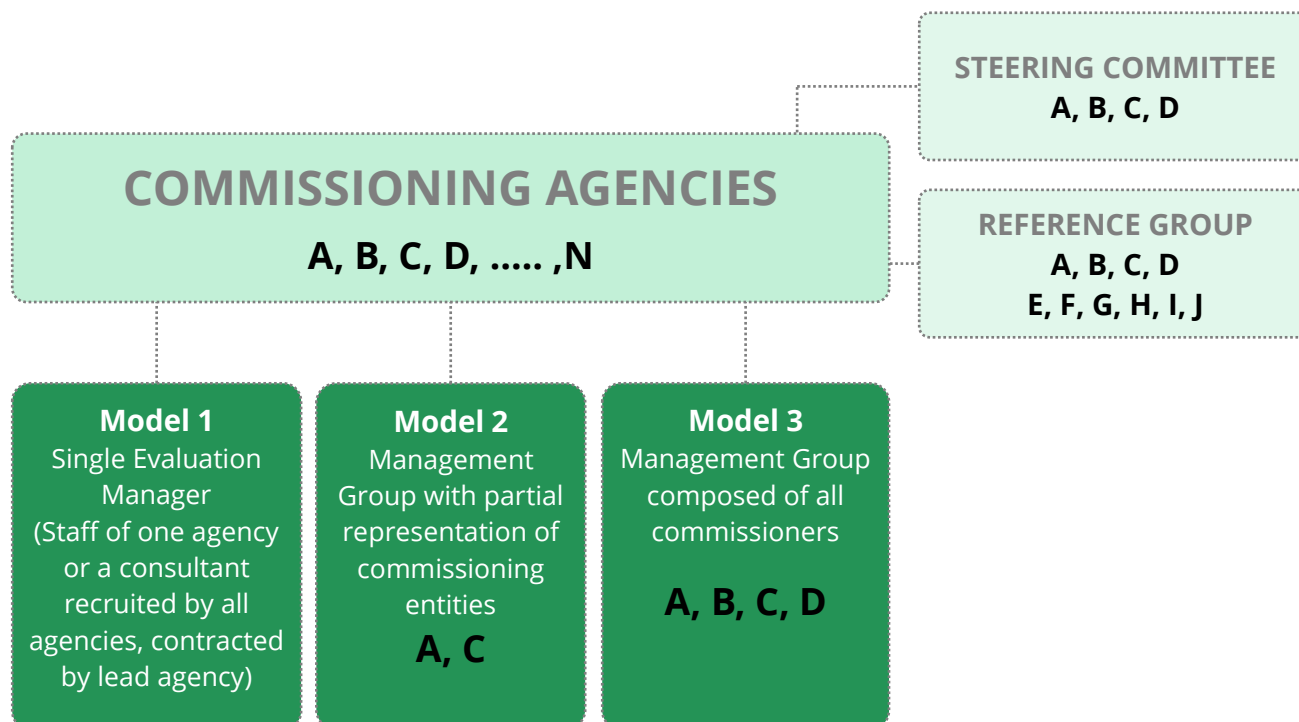 STEERING COMMITTEE
A, B, C, D
COMMISSIONING AGENCIES
A, B, C, D, ..... ,N
REFERENCE GROUP
A, B, C, D
E, F, G, H, I, J
Model 1
Single Evaluation
Manager
(Staff of one agency
or a consultant
recruited by all
agencies, contracted
by lead agency)
Model 2
Management
Group with partial
representation of
commissioning
entities
A, C
Model 3
Management Group
composed of all
commissioners
A, B, C, D